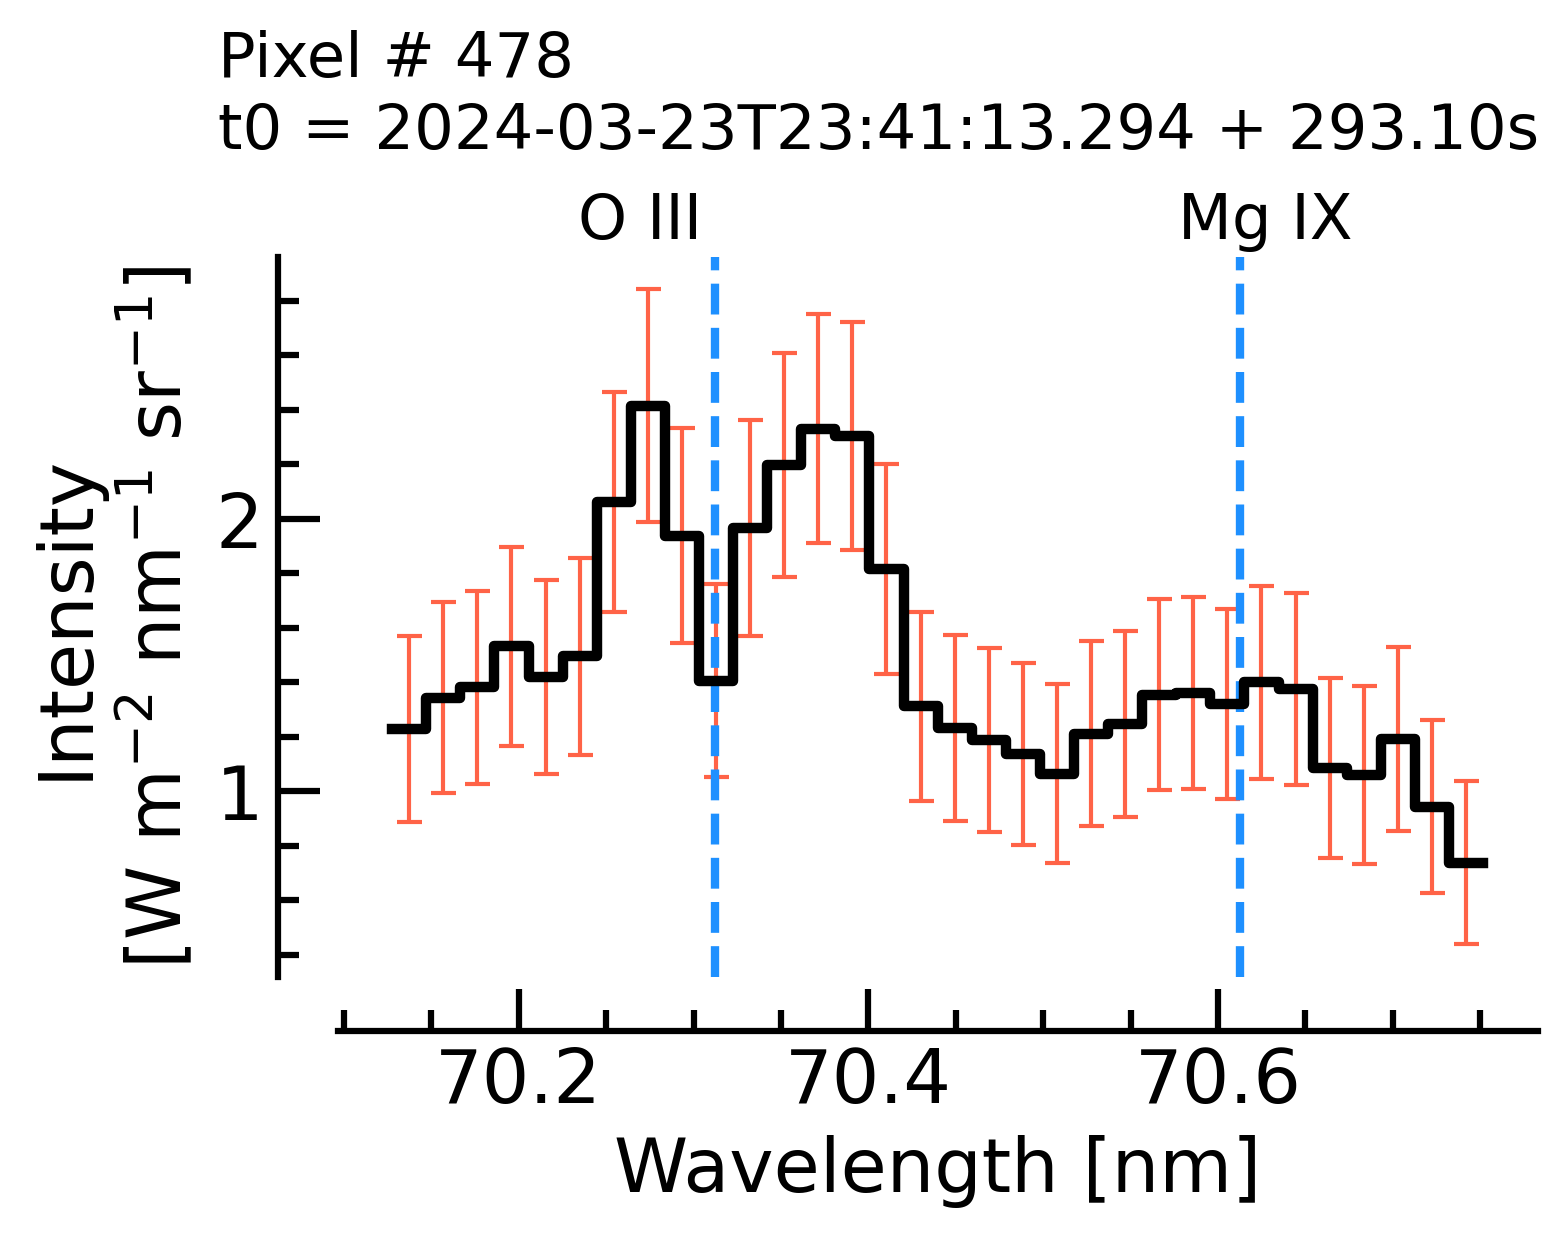 Pixel # 478
t0 = 2024-03-23T23:41:13.294 + 293.10s
O III
Mg IX
Intensity
[W m⁻² nm⁻¹ sr⁻¹]
2
1
70.2
70.4
70.6
Wavelength [nm]